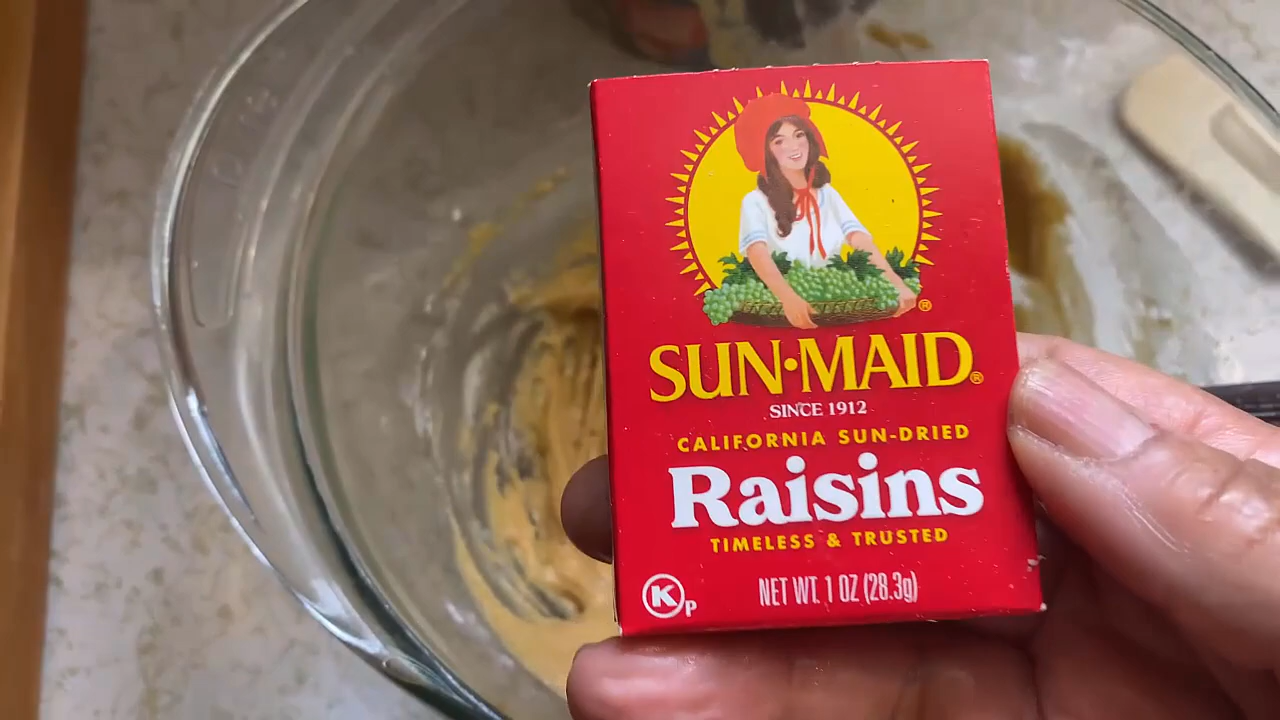 SUN•MAID®
SINCE 1912
CALIFORNIA SUN-DRIED
Raisins
TIMELESS & TRUSTED
K P
NET WT. 1 OZ (28.3g)